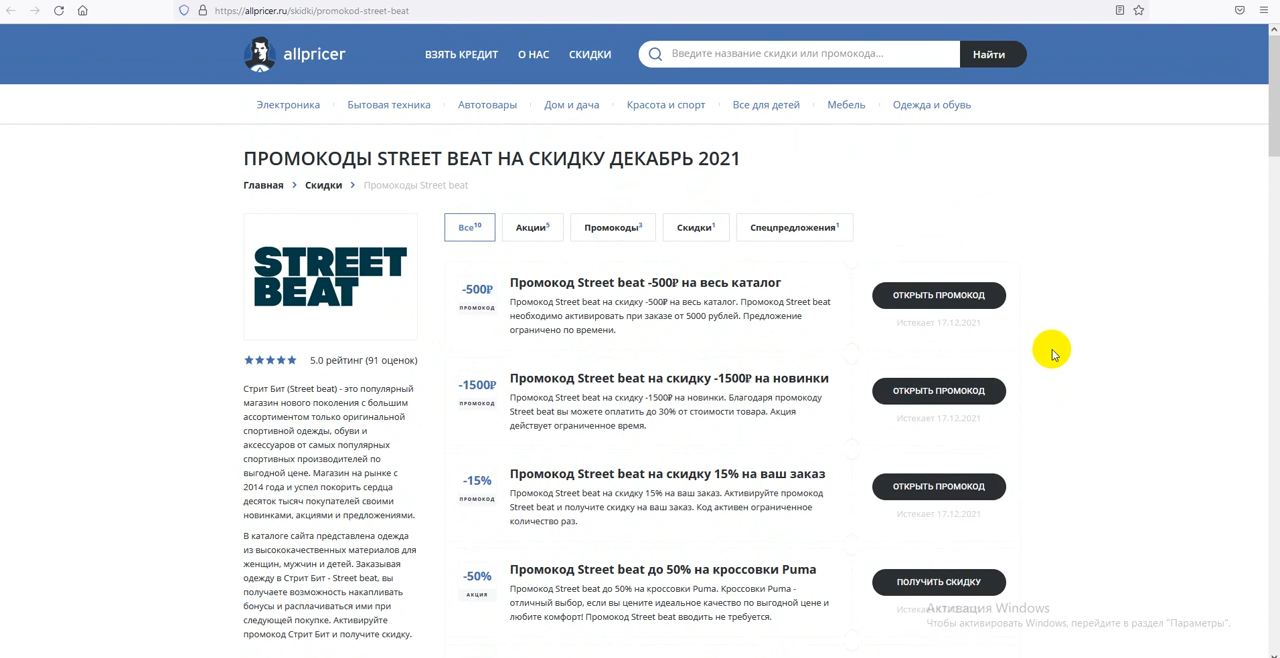 https://allpricer.ru/skidki/promokod-street-beat
allpricer
ВЗЯТЬ КРЕДИТ
О НАС
СКИДКИ
Введите название скидки или промокода...
Найти
Электроника
Бытовая техника
Автотовары
Дом и дача
Красота и спорт
Все для детей
Мебель
Одежда и обувь
ПРОМОКОДЫ STREET BEAT НА СКИДКУ ДЕКАБРЬ 2021
Главная > Скидки > Промокоды Street beat
STREET
BEAT
5.0 рейтинг (91 оценок)
Стрит Бит (Street beat) - это популярный
магазин нового поколения с большим
ассортиментом только оригинальной
спортивной одежды, обуви и
аксессуаров от самых популярных
спортивных производителей по
выгодной цене. Магазин на рынке с
2014 года и успел покорить сердца
десяток тысяч покупателей своими
новинками, акциями и предложениями.
В каталоге сайта представлена одежда
из высококачественных материалов для
женщин, мужчин и детей. Заказывая
одежду в Стрит Бит - Street beat, вы
получаете возможность накапливать
бонусы и расплачиваться ими при
следующей покупке. Активируйте
промокод Стрит Бит и получите скидку.
Все10
Акции5
Промокоды3
Скидки1
Спецпредложения1
-500₽
ПРОМОКОД
Промокод Street beat -500₽ на весь каталог
Промокод Street beat на скидку -500₽ на весь каталог. Промокод Street beat
необходимо активировать при заказе от 5000 рублей. Предложение
ограничено по времени.
ОТКРЫТЬ ПРОМОКОД
Истекает 17.12.2021
-1500₽
ПРОМОКОД
Промокод Street beat на скидку -1500₽ на новинки
Промокод Street beat на скидку -1500₽ на новинки. Благодаря промокоду
Street beat вы можете оплатить до 30% от стоимости товара. Акция
действует ограниченное время.
ОТКРЫТЬ ПРОМОКОД
Истекает 17.12.2021
-15%
ПРОМОКОД
Промокод Street beat на скидку 15% на ваш заказ
Промокод Street beat на скидку 15% на ваш заказ. Активируйте промокод
Street beat и получите скидку на ваш заказ. Код активен ограниченное
количество раз.
ОТКРЫТЬ ПРОМОКОД
Истекает 17.12.2021
-50%
АКЦИЯ
Промокод Street beat до 50% на кроссовки Puma
Промокод Street beat до 50% на кроссовки Puma. Кроссовки Puma -
отличный выбор, если вы цените идеальное качество по выгодной цене и
любите комфорт! Промокод Street beat вводить не требуется.
ПОЛУЧИТЬ СКИДКУ
Активация Windows
Чтобы активировать Windows, перейдите в раздел "Параметры".